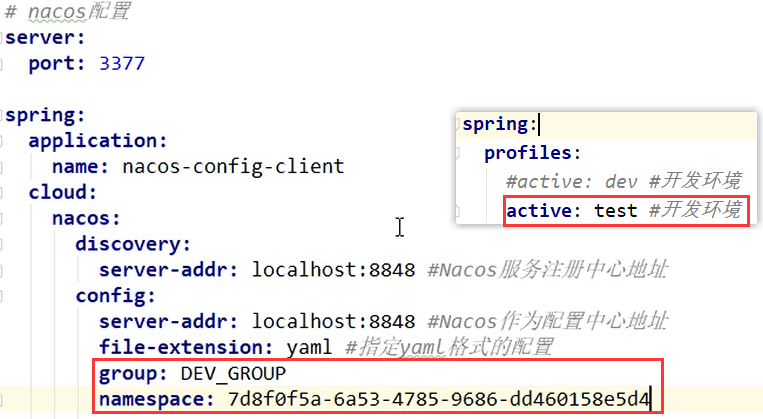 # nacos配置
server:
  port: 3377

spring:
  application:
    name: nacos-config-client
  cloud:
    nacos:
      discovery:
        server-addr: localhost:8848 #Nacos服务注册中心地址
      config:
        server-addr: localhost:8848 #Nacos作为配置中心地址
        file-extension: yaml #指定yaml格式的配置
        group: DEV_GROUP
        namespace: 7d8f0f5a-6a53-4785-9686-dd460158e5d4

spring:
  profiles:
    #active: dev #开发环境
    active: test #开发环境